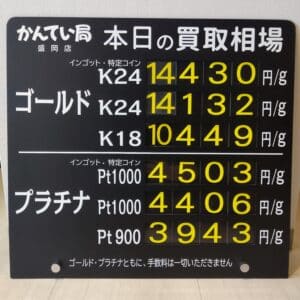 かんてい局 盛岡店 本日の買取相場
インゴット・特定コイン
K24 14430 円/g
ゴールド K24 14132 円/g
K18 10449 円/g
インゴット・特定コイン
Pt1000 4503 円/g
プラチナ Pt1000 4406 円/g
Pt900 3943 円/g
ゴールド・プラチナともに、手数料は一切いただきません